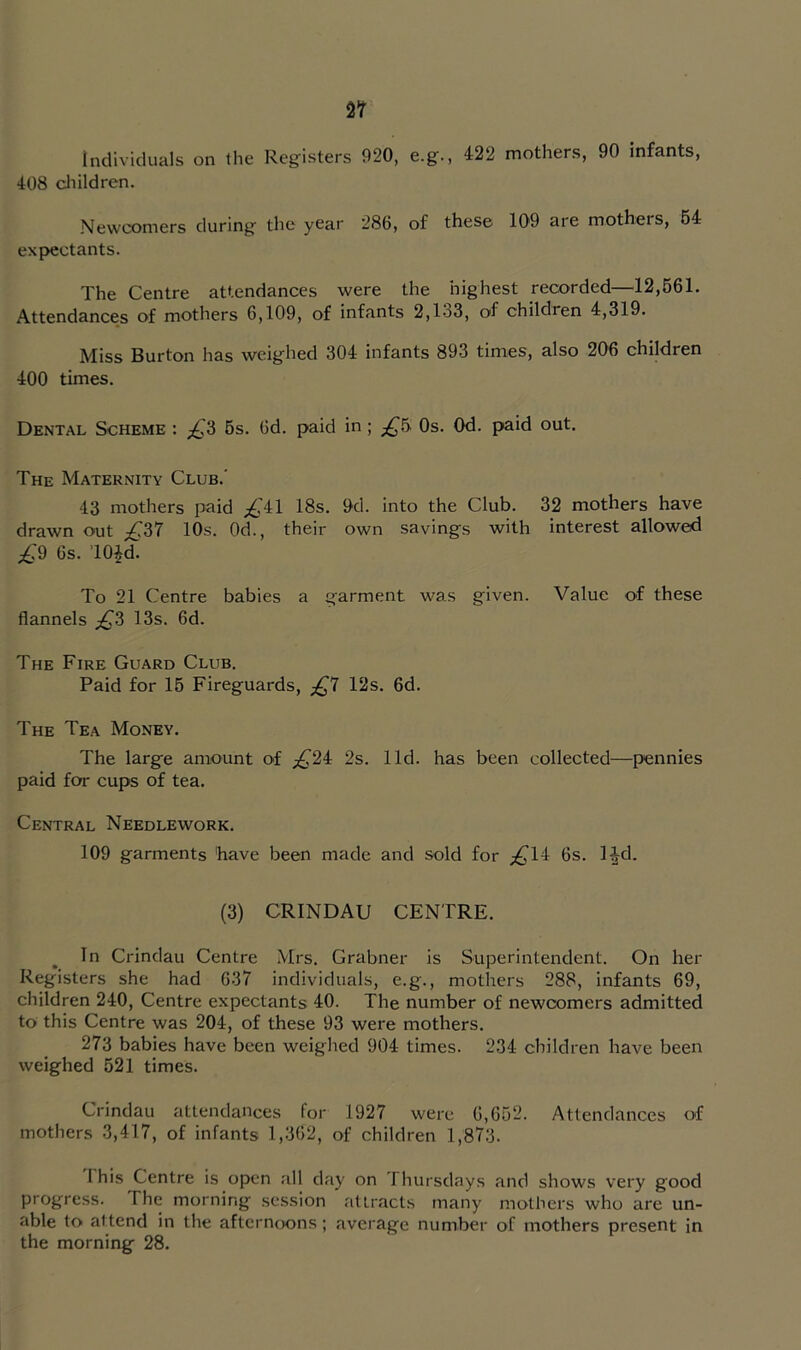 27
Individuals on the Registers 920, e.g., 422 mothers, 90 infants,
408 children.
Newcomers during the year 286, of these 109 are mothers, 54
expectants.
The Centre attendances were the highest recorded—12,561.
Attendances of mothers 6,109, of infants 2,133, of children 4,319.
Miss Burton has weighed 304 infants 893 times, also 206 children
400 times.
DENTAL SCHEME : £3 5s. 6d. paid in ; £5 0s. 0d. paid out.
THE MATERNITY CLUB.
43 mothers paid £41 18s. 9d. into the Club. 32 mothers have
drawn out £37 10s. 0d., their own savings with interest allowed
£9 6s. 10½d.
To 21 Centre babies a garment was given. Value of these
flannels £3 13s. 6d.
THE FIRE GUARD CLUB.
Paid for 15 Fireguards, £7 12s. 6d.
THE TEA MONEY.
The large amount of £24 2s. 11d. has been collected—pennies
paid for cups of tea.
CENTRAL NEEDLEWORK.
109 garments have been made and sold for £14 6s. 1½d.
(3) CRINDAU CENTRE.
In Crindau Centre Mrs. Grabner is Superintendent. On her
Registers she had 637 individuals, e.g., mothers 288, infants 69,
children 240, Centre expectants 40. The number of newcomers admitted
to this Centre was 204, of these 93 were mothers.
273 babies have been weighed 904 times. 234 children have been
weighed 521 times.
Crindau attendances for 1927 were 6,652. Attendances of
mothers 3,417, of infants 1,362, of children 1,873.
This Centre is open all day on Thursdays and shows very good
progress. The morning session attracts many mothers who are un-
able to attend in the afternoons; average number of mothers present in
the morning 28.